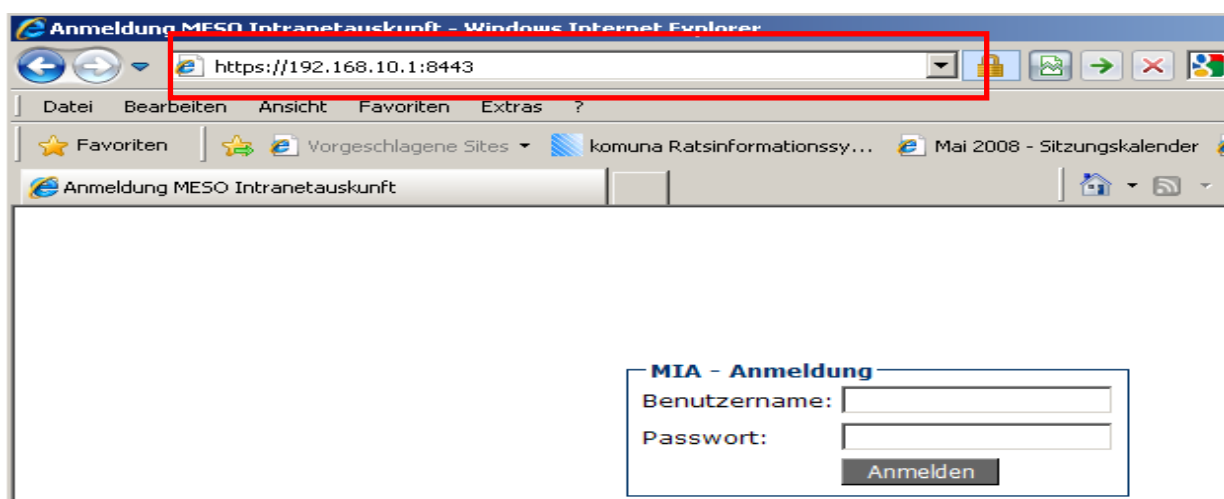 Anmeldung MESO Intranetauskunft - Windows Internet Explorer
https://192.168.10.1:8443
Datei Bearbeiten Ansicht Favoriten Extras ?
Favoriten Vorgeschlagene Sites komuna Ratsinformationssy... Mai 2008 - Sitzungskalender
Anmeldung MESO Intranetauskunft
MIA - Anmeldung
Benutzername:
Passwort:
Anmelden